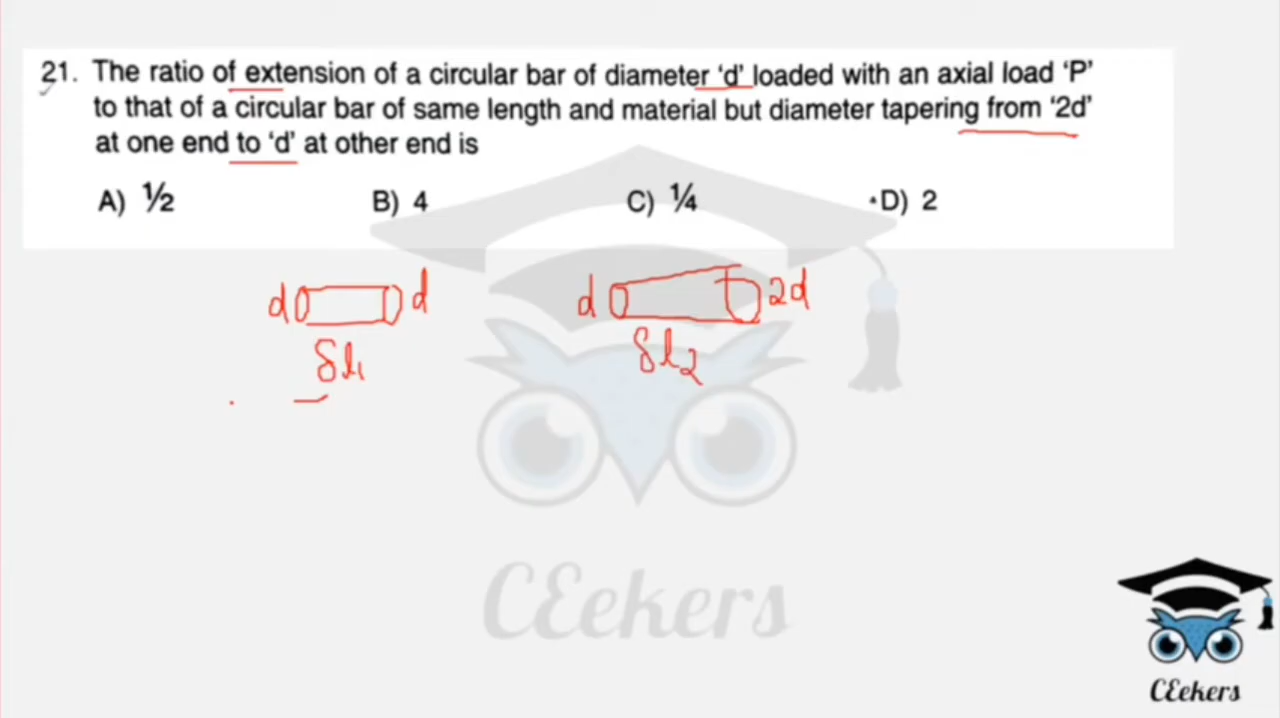 21. The ratio of extension of a circular bar of diameter ‘d’ loaded with an axial load ‘P’
to that of a circular bar of same length and material but diameter tapering from ‘2d’
at one end to ‘d’ at other end is
A) ½ B) 4 C) ¼ D) 2
d d d 2d
δl₁ δl₂
CEekers
CEekers